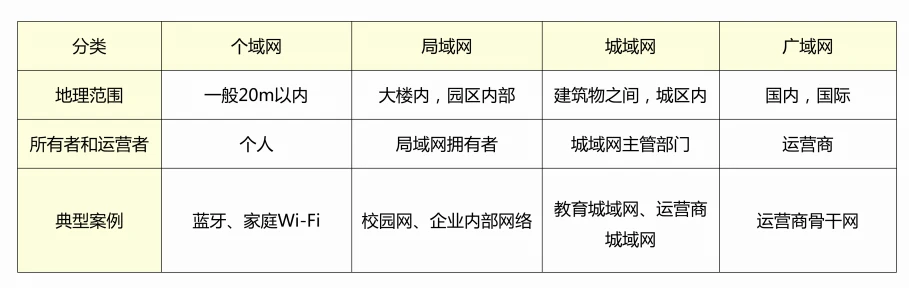 分类 个域网 局域网 城域网 广域网
地理范围 一般20m以内 大楼内，园区内部 建筑物之间，城区内 国内，国际
所有者和运营者 个人 局域网拥有者 城域网主管部门 运营商
典型案例 蓝牙、家庭Wi-Fi 校园网、企业内部网络 教育城域网、运营商
城域网 运营商骨干网